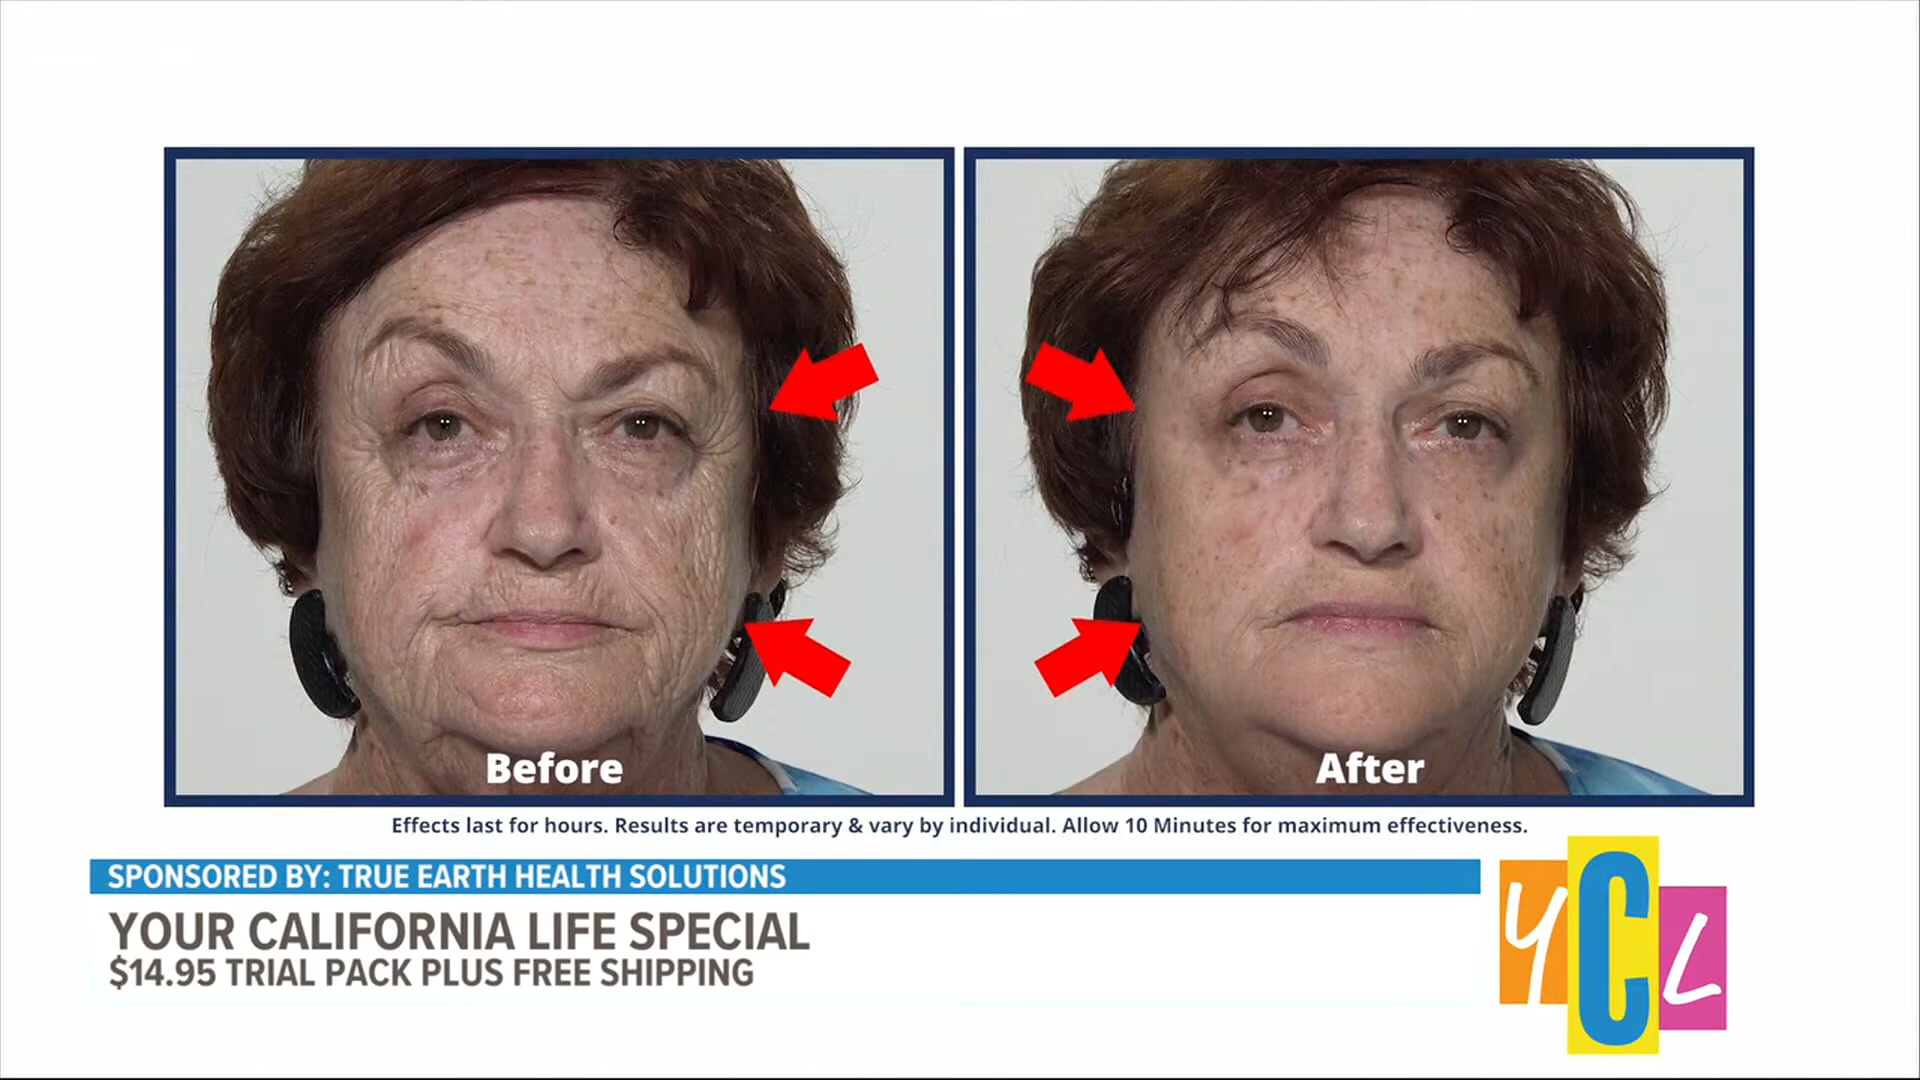 Before
After
Effects last for hours. Results are temporary & vary by individual. Allow 10 Minutes for maximum effectiveness.
SPONSORED BY: TRUE EARTH HEALTH SOLUTIONS
YOUR CALIFORNIA LIFE SPECIAL
$14.95 TRIAL PACK PLUS FREE SHIPPING
YCL